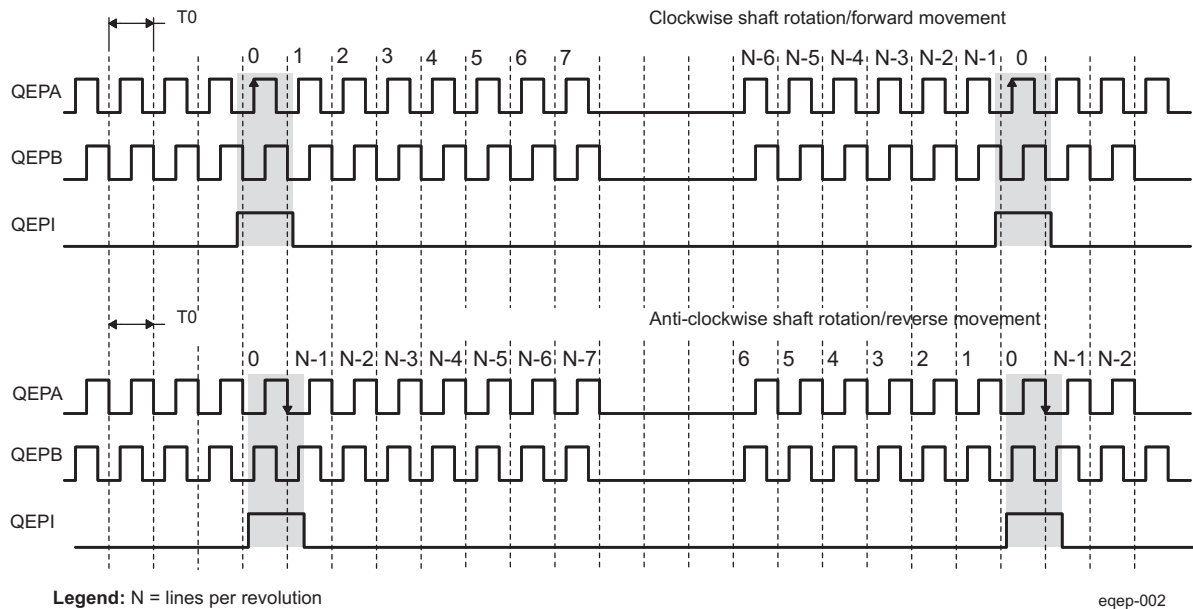 T0
Clockwise shaft rotation/forward movement
0 1 2 3 4 5 6 7 N-6 N-5 N-4 N-3 N-2 N-1 0
QEPA
QEPB
QEPI
T0
Anti-clockwise shaft rotation/reverse movement
0 N-1 N-2 N-3 N-4 N-5 N-6 N-7 6 5 4 3 2 1 0 N-1 N-2
QEPA
QEPB
QEPI
Legend: N = lines per revolution
eqep-002